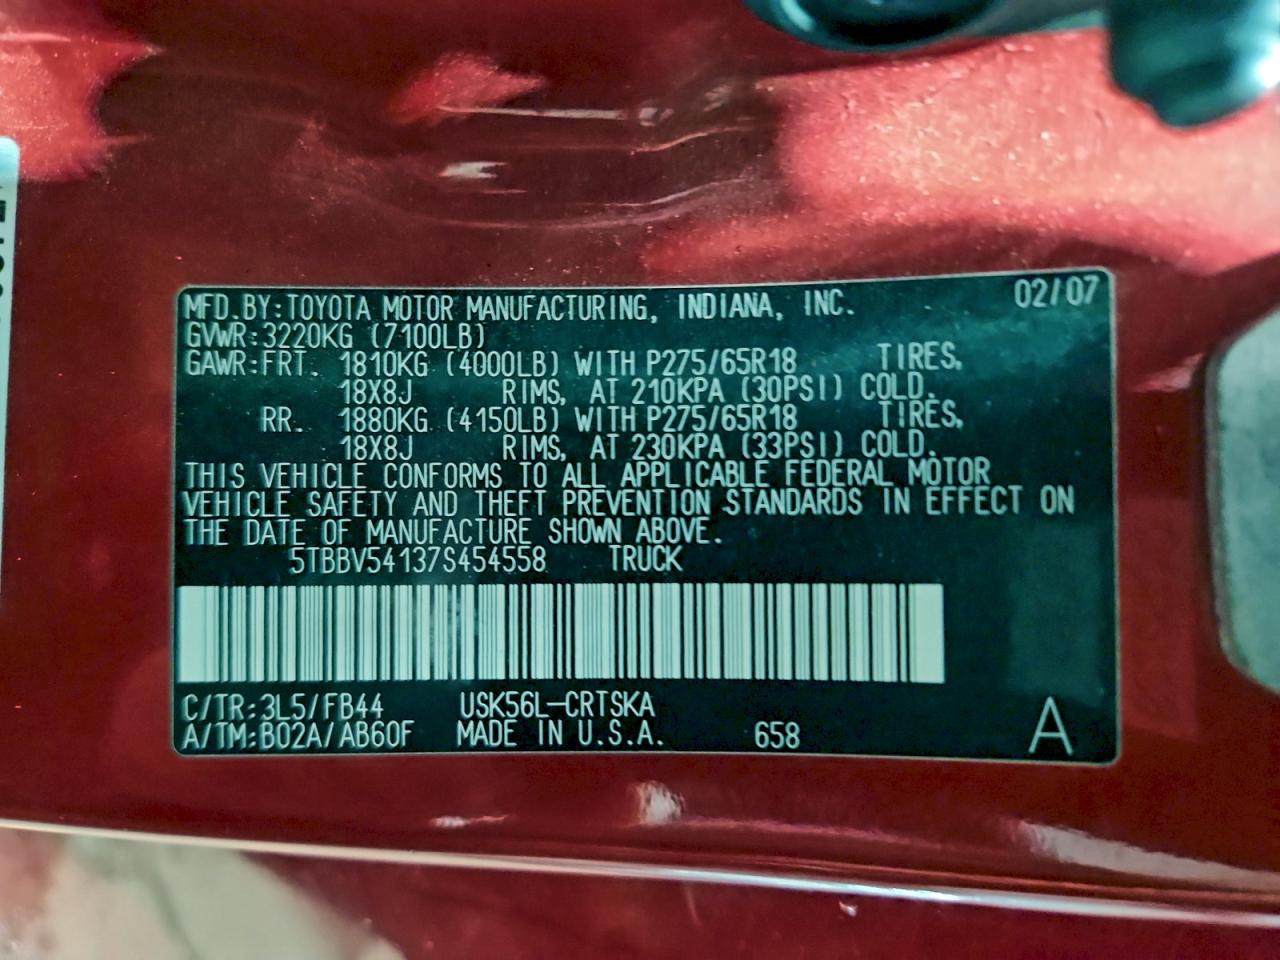 MFD.BY:TOYOTA MOTOR MANUFACTURING, INDIANA, INC. 02/07
GVWR:3220KG (7100LB)
GAWR:FRT. 1810KG (4000LB) WITH P275/65R18 TIRES,
18X8J RIMS, AT 210KPA (30PSI) COLD.
RR. 1880KG (4150LB) WITH P275/65R18 TIRES,
18X8J RIMS, AT 230KPA (33PSI) COLD.
THIS VEHICLE CONFORMS TO ALL APPLICABLE FEDERAL MOTOR
VEHICLE SAFETY AND THEFT PREVENTION STANDARDS IN EFFECT ON
THE DATE OF MANUFACTURE SHOWN ABOVE.
5TBBV54137S454558 TRUCK
C/TR:3L5/FB44 USK56L-CRTSKA
A/TM:B02A/AB60F MADE IN U.S.A. 658 A